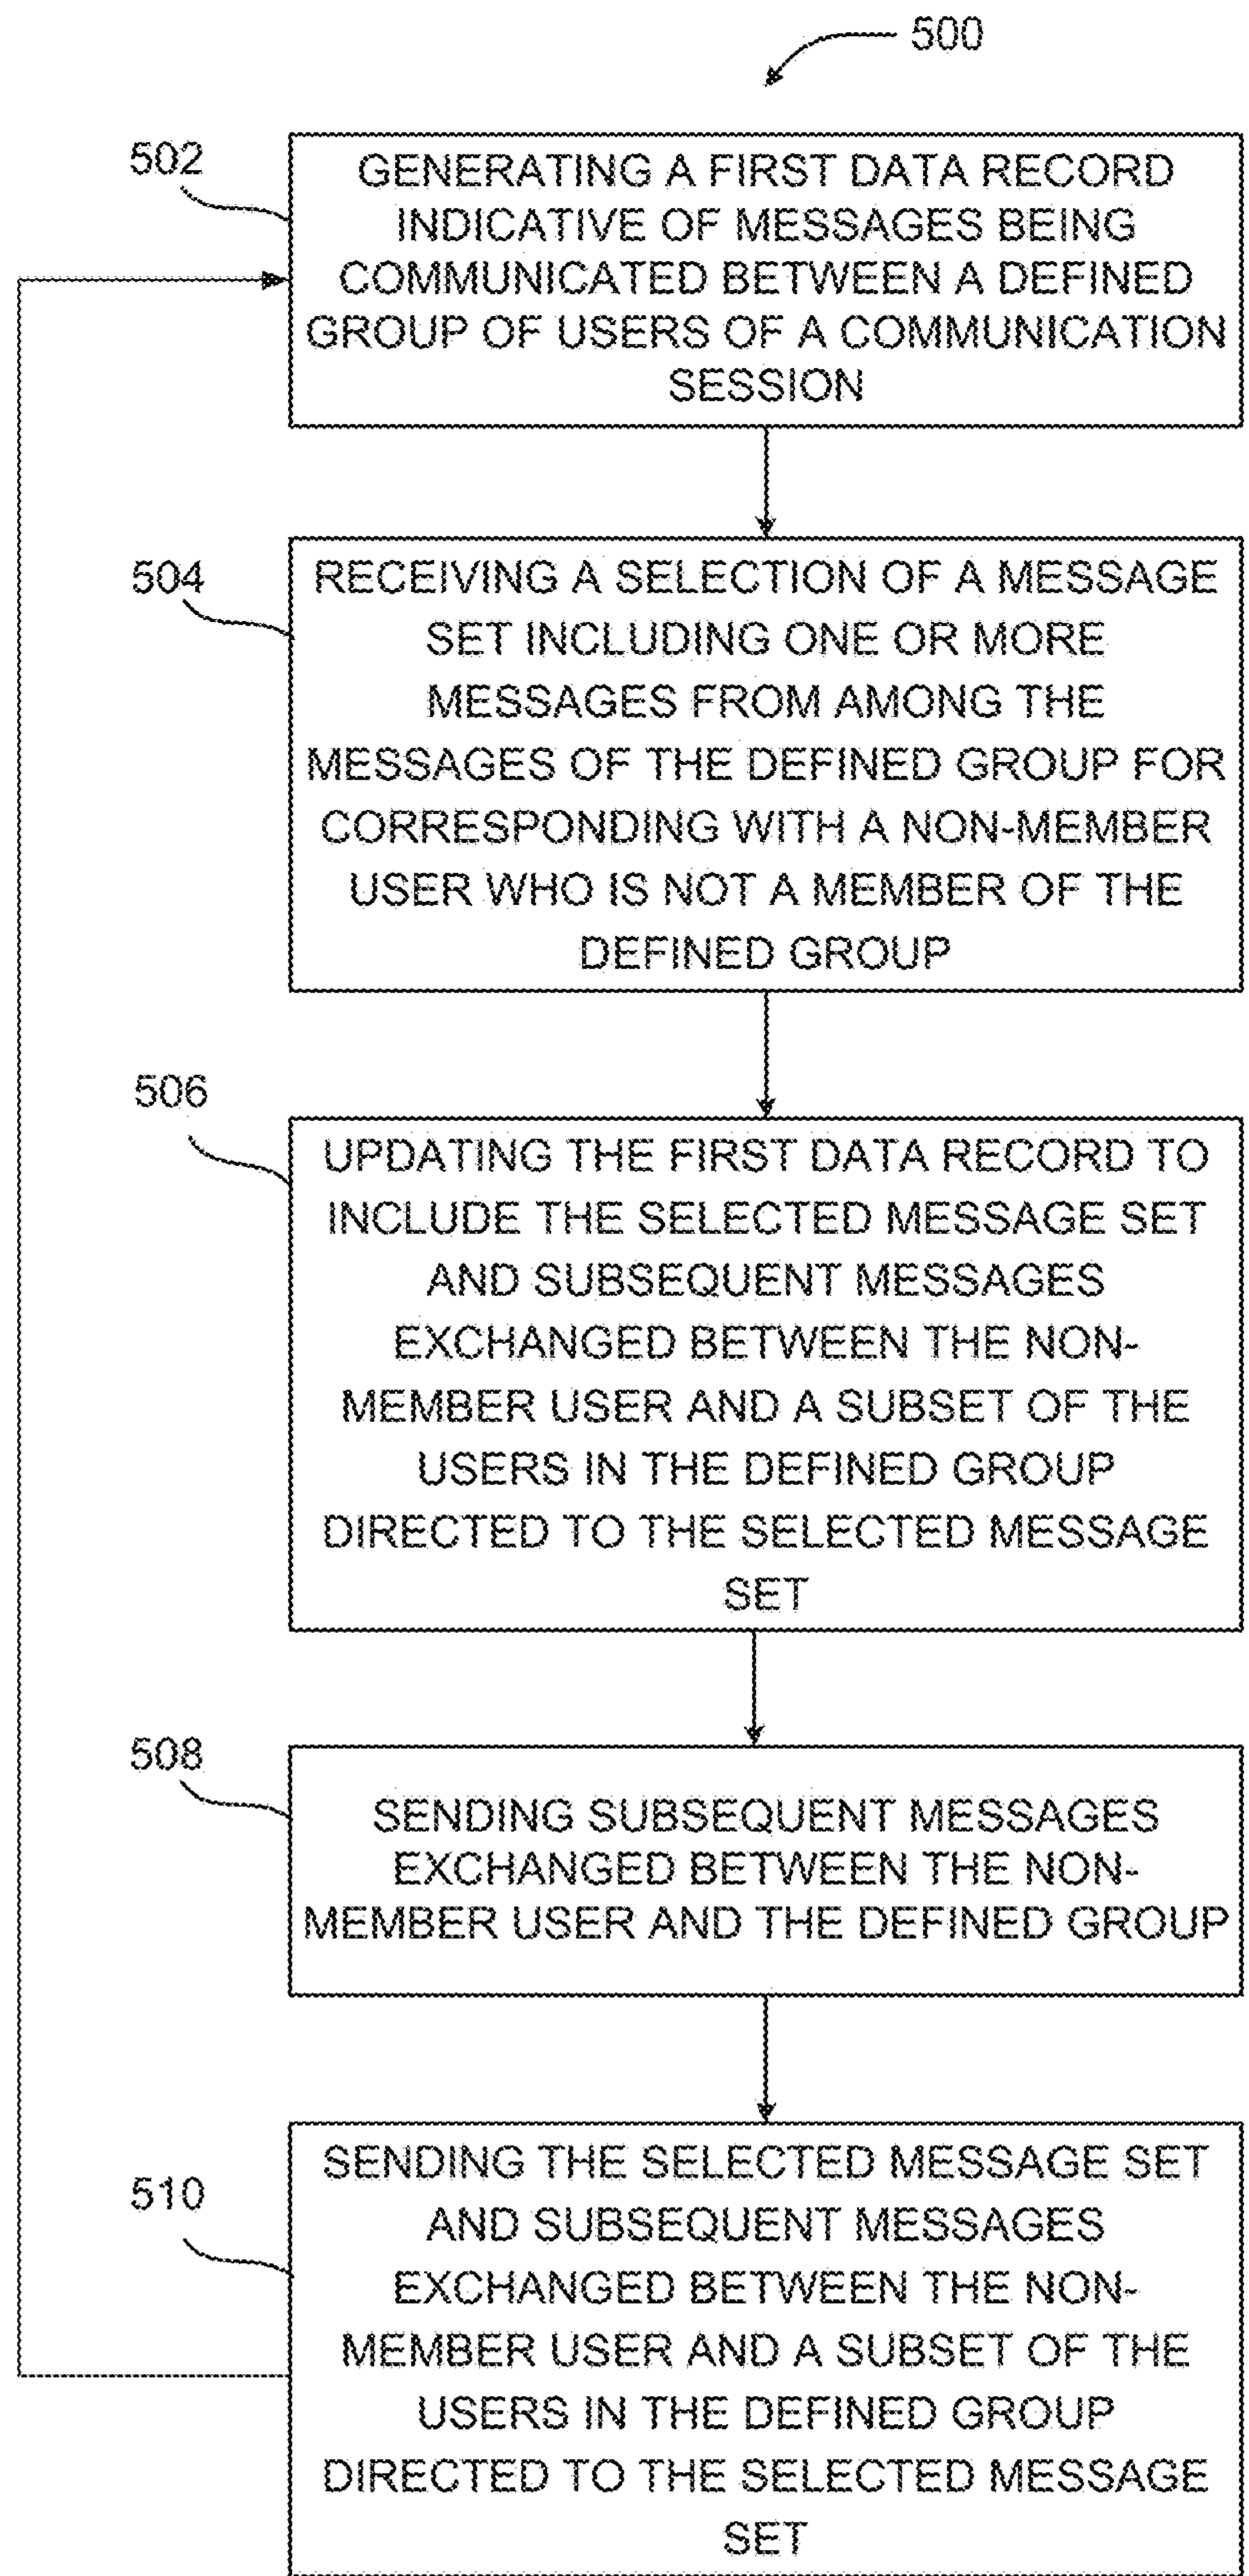 500
502
GENERATING A FIRST DATA RECORD
INDICATIVE OF MESSAGES BEING
COMMUNICATED BETWEEN A DEFINED
GROUP OF USERS OF A COMMUNICATION
SESSION
504
RECEIVING A SELECTION OF A MESSAGE
SET INCLUDING ONE OR MORE
MESSAGES FROM AMONG THE
MESSAGES OF THE DEFINED GROUP FOR
CORRESPONDING WITH A NON-MEMBER
USER WHO IS NOT A MEMBER OF THE
DEFINED GROUP
506
UPDATING THE FIRST DATA RECORD TO
INCLUDE THE SELECTED MESSAGE SET
AND SUBSEQUENT MESSAGES
EXCHANGED BETWEEN THE NON-
MEMBER USER AND A SUBSET OF THE
USERS IN THE DEFINED GROUP
DIRECTED TO THE SELECTED MESSAGE
SET
508
SENDING SUBSEQUENT MESSAGES
EXCHANGED BETWEEN THE NON-
MEMBER USER AND THE DEFINED GROUP
510
SENDING THE SELECTED MESSAGE SET
AND SUBSEQUENT MESSAGES
EXCHANGED BETWEEN THE NON-
MEMBER USER AND A SUBSET OF THE
USERS IN THE DEFINED GROUP
DIRECTED TO THE SELECTED MESSAGE
SET